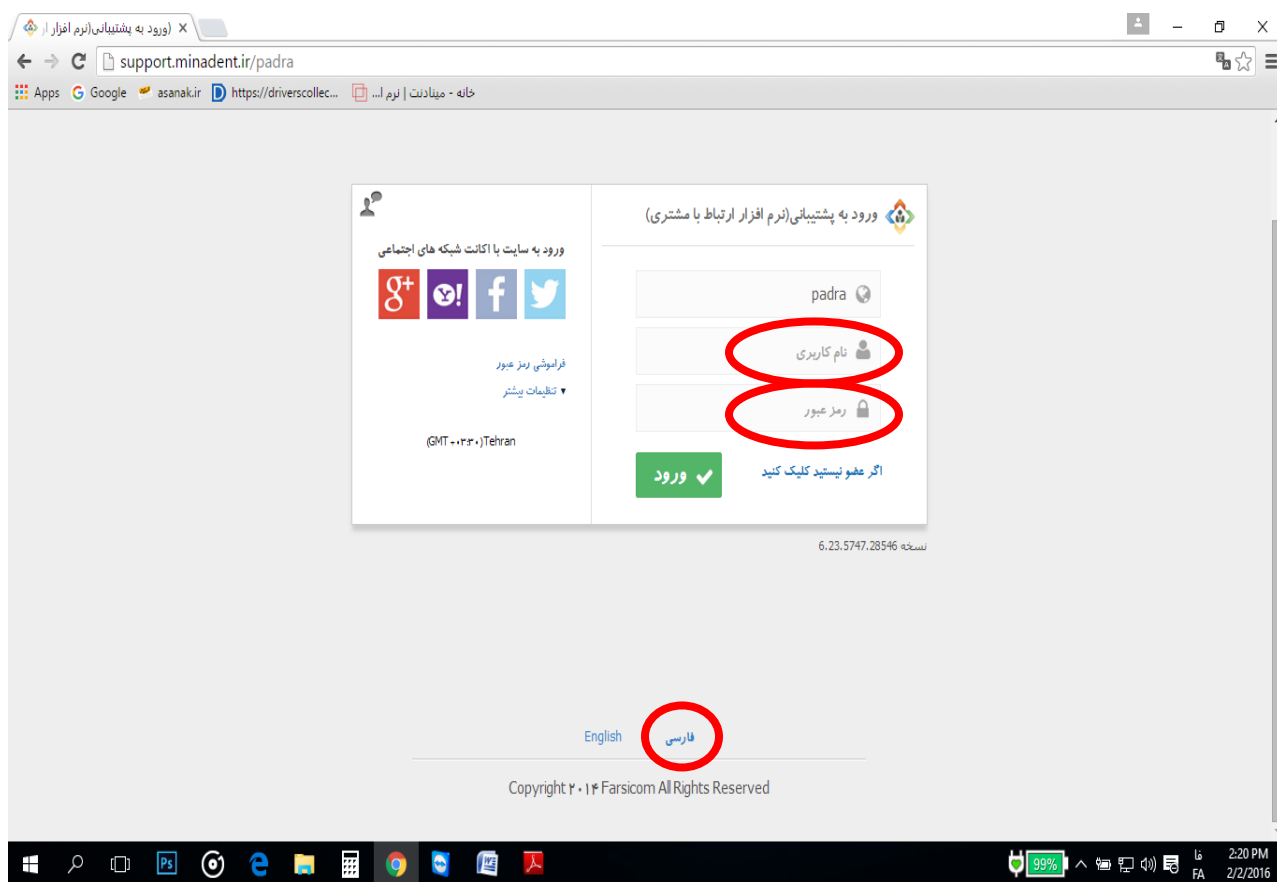 ورود به پشتیبانی(نرم افزار ار
support.minadent.ir/padra
Apps Google asanak.ir https://driverscollec... خانه - مینادنت | نرم ا...
ورود به پشتیبانی(نرم افزار ارتباط با مشتری)
padra
نام کاربری
رمز عبور
ورود
اگر عضو نیستید کلیک کنید
ورود به سایت با اکانت شبکه های اجتماعی
g+ Y! f
فراموشی رمز عبور
▼ تنظیمات بیشتر
(GMT+۰۳:۳۰)Tehran
نسخه 6.23.5747.28546
فارسی
English
Copyright ۲۰۱۴ Farsicom All Rights Reserved
Ps
99%
فا
FA
2:20 PM
2/2/2016